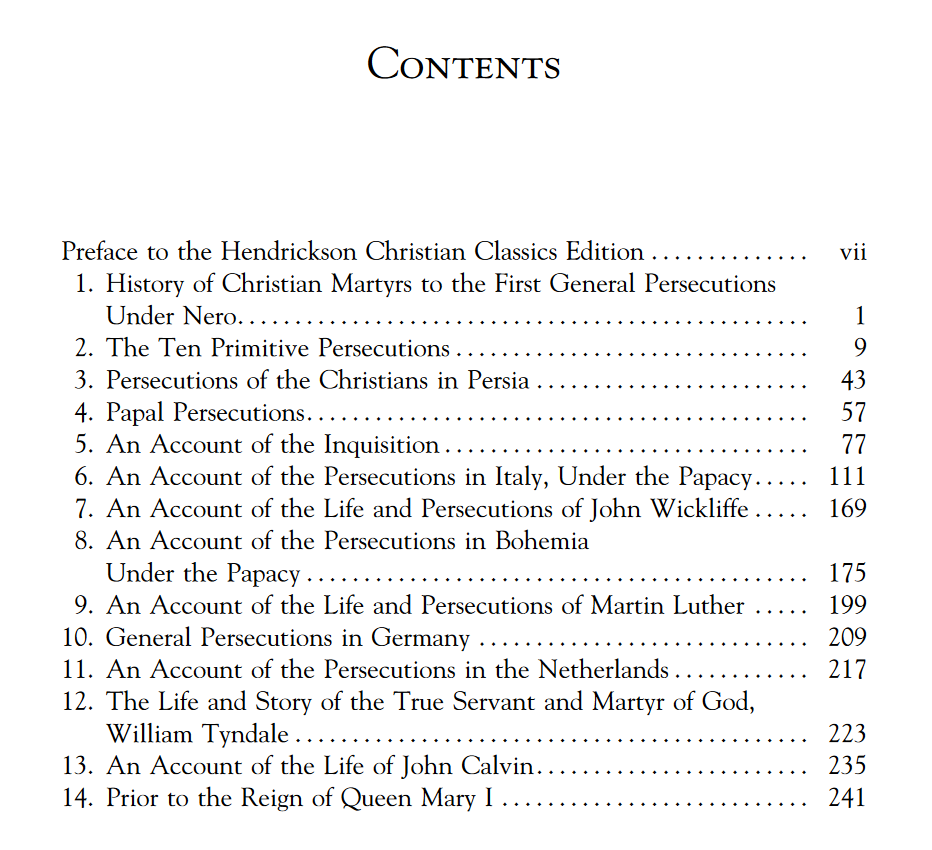 CONTENTS
Preface to the Hendrickson Christian Classics Edition . . . . . . . . . . . . . . vii
1. History of Christian Martyrs to the First General Persecutions
Under Nero. . . . . . . . . . . . . . . . . . . . . . . . . . . . . . . . . . . . . . . . . . . . . . . . . . 1
2. The Ten Primitive Persecutions . . . . . . . . . . . . . . . . . . . . . . . . . . . . . . . 9
3. Persecutions of the Christians in Persia . . . . . . . . . . . . . . . . . . . . . . . . 43
4. Papal Persecutions. . . . . . . . . . . . . . . . . . . . . . . . . . . . . . . . . . . . . . . . . . . . 57
5. An Account of the Inquisition . . . . . . . . . . . . . . . . . . . . . . . . . . . . . . . . 77
6. An Account of the Persecutions in Italy, Under the Papacy. . . . . 111
7. An Account of the Life and Persecutions of John Wickliffe . . . . . 169
8. An Account of the Persecutions in Bohemia
Under the Papacy . . . . . . . . . . . . . . . . . . . . . . . . . . . . . . . . . . . . . . . . . . . . 175
9. An Account of the Life and Persecutions of Martin Luther . . . . . 199
10. General Persecutions in Germany . . . . . . . . . . . . . . . . . . . . . . . . . . . . . 209
11. An Account of the Persecutions in the Netherlands . . . . . . . . . . . . 217
12. The Life and Story of the True Servant and Martyr of God,
William Tyndale . . . . . . . . . . . . . . . . . . . . . . . . . . . . . . . . . . . . . . . . . . . . . 223
13. An Account of the Life of John Calvin. . . . . . . . . . . . . . . . . . . . . . . . 235
14. Prior to the Reign of Queen Mary I . . . . . . . . . . . . . . . . . . . . . . . . . . . 241